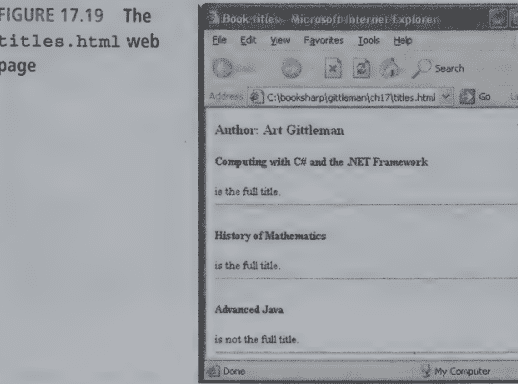 FIGURE 17.19 The
titles.html web
page
Book titles - Microsoft Internet Explorer
File Edit View Favorites Tools Help
Search
Address C:\booksharp\gittleman\ch17\titles.html Go
Author: Art Gittleman
Computing with C# and the .NET Framework
is the full title.
History of Mathematics
is the full title.
Advanced Java
is not the full title.
Done My Computer